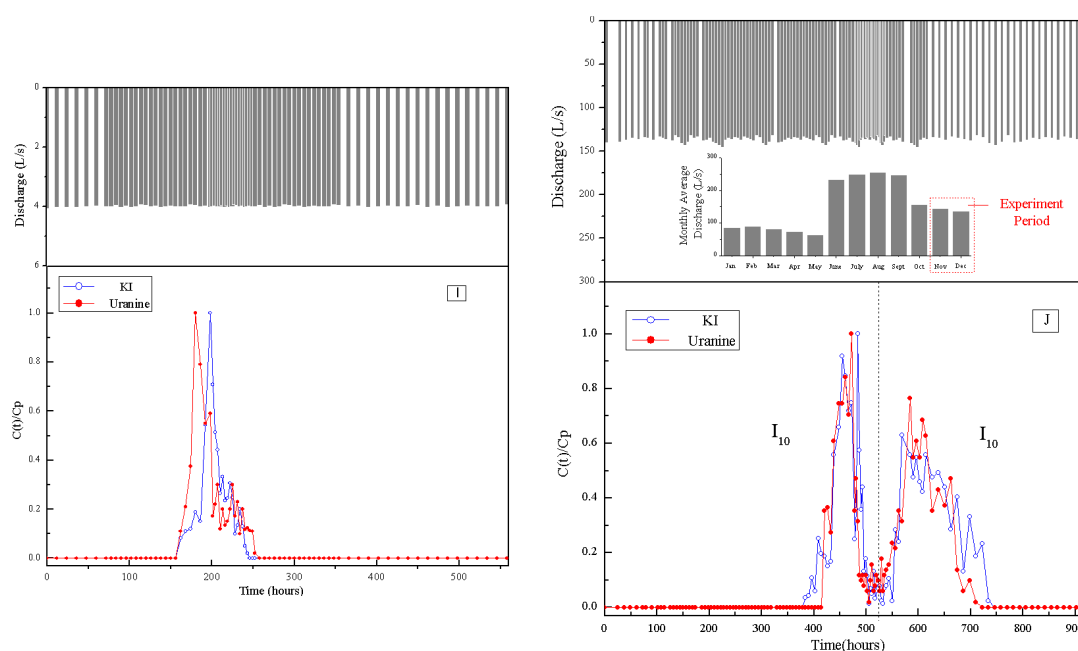 0
2
4
6
Discharge (L/s)
KI
Uranine
I
1.0
0.8
0.6
0.4
0.2
0.0
C(t)/Cp
0 100 200 300 400 500
Time (hours)
0
50
100
150
200
250
300
Discharge (L/s)
300
200
100
0
Monthly Average
Discharge (L/s)
Jan Feb Mar Apr May June July Aug Sept Oct Nov Dec
Experiment
Period
KI
Uranine
J
I10
I10
1.0
0.8
0.6
0.4
0.2
0.0
C(t)/Cp
0 100 200 300 400 500 600 700 800 900
Time(hours)